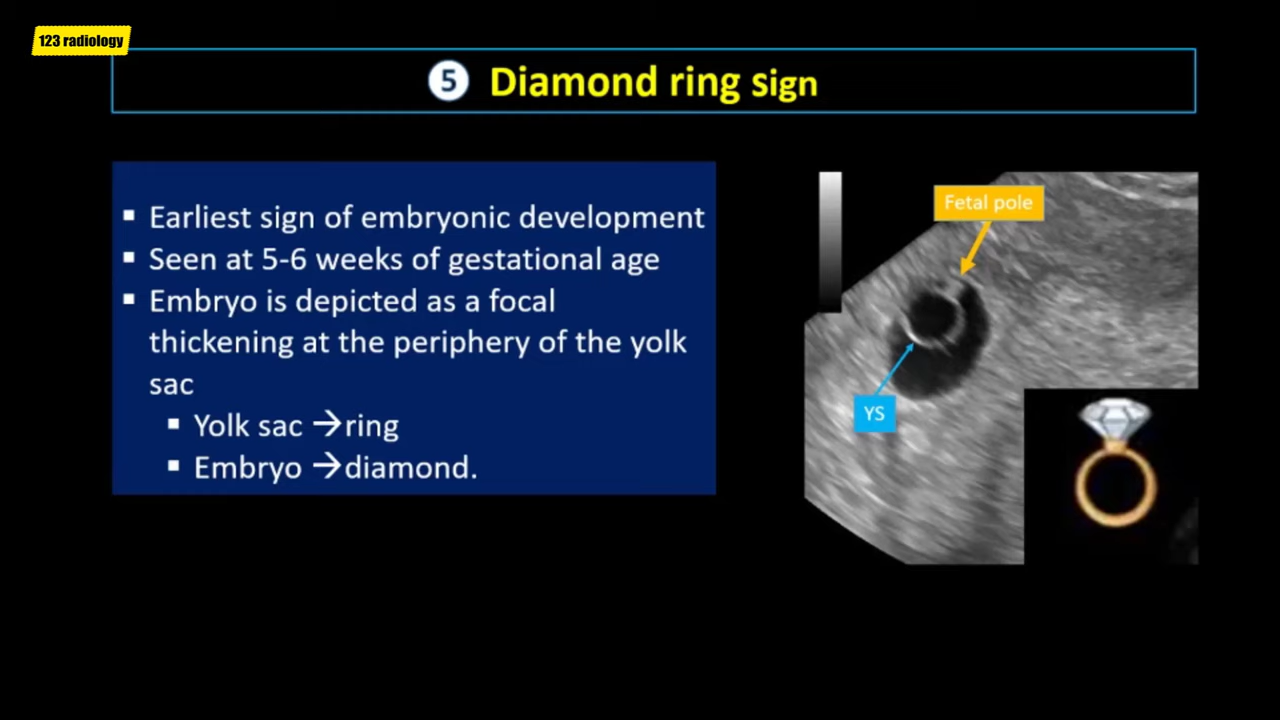 123 radiology
5 Diamond ring sign
▪ Earliest sign of embryonic development
▪ Seen at 5-6 weeks of gestational age
▪ Embryo is depicted as a focal
thickening at the periphery of the yolk
sac
▪ Yolk sac →ring
▪ Embryo →diamond.
Fetal pole
YS